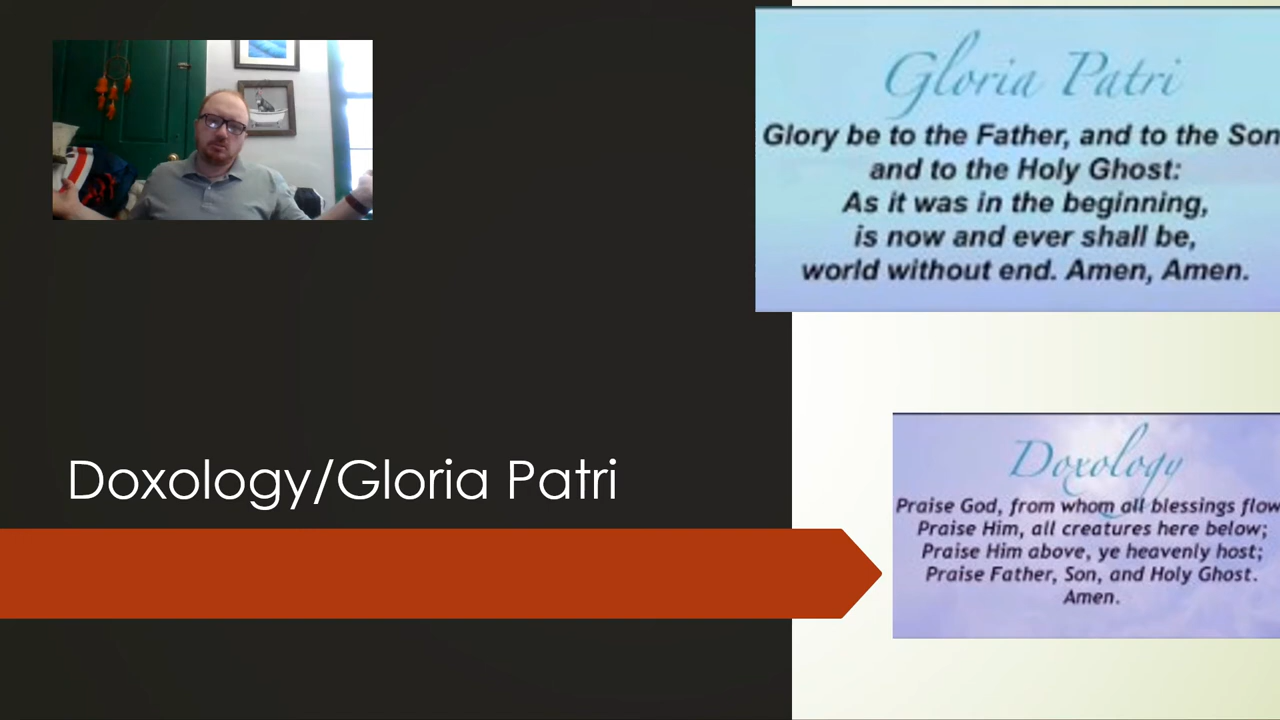 Gloria Patri
Glory be to the Father, and to the Son
and to the Holy Ghost:
As it was in the beginning,
is now and ever shall be,
world without end. Amen, Amen.
Doxology/Gloria Patri
Doxology
Praise God, from whom all blessings flow
Praise Him, all creatures here below;
Praise Him above, ye heavenly host;
Praise Father, Son, and Holy Ghost.
Amen.